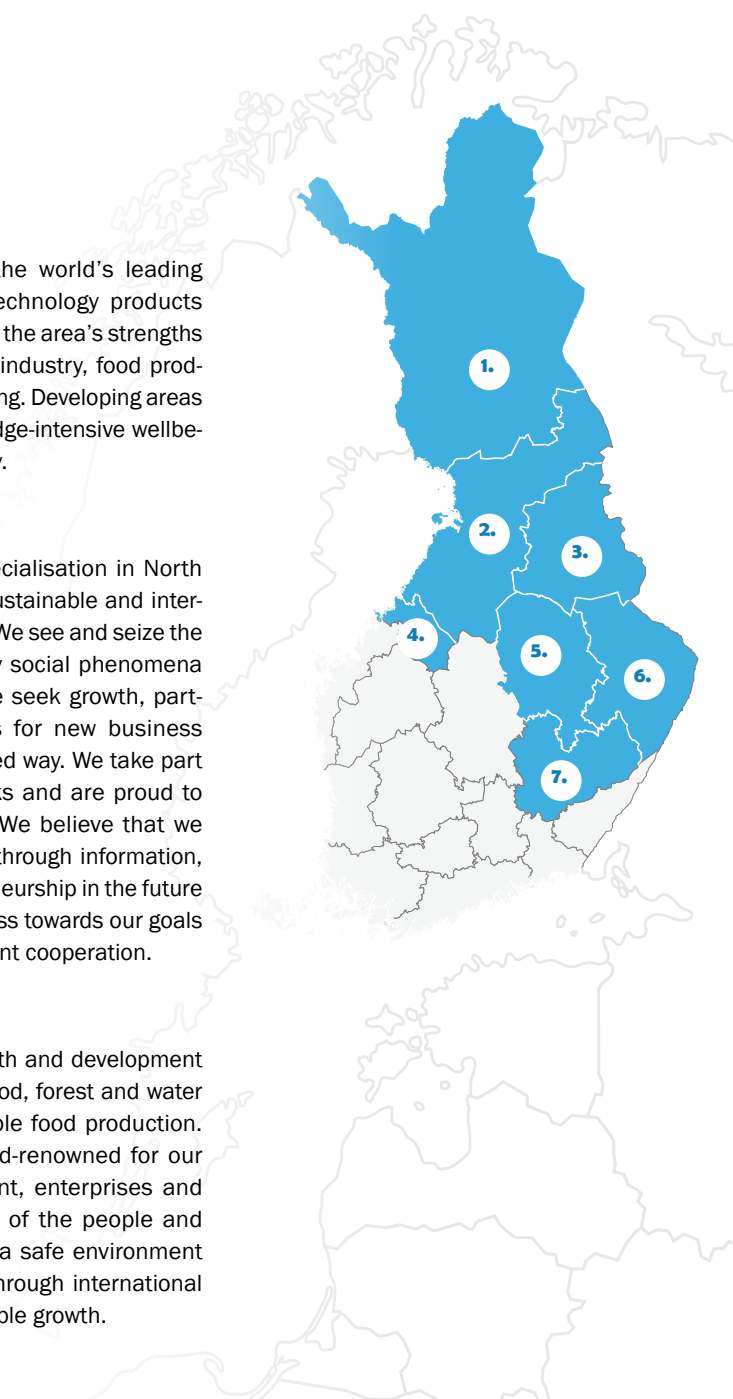 he world's leading
echnology products
the area's strengths
industry, food prod-
ng. Developing areas
dge-intensive wellbe-
ecialisation in North
ustainable and inter-
We see and seize the
social phenomena
seek growth, part-
for new business
ed way. We take part
ks and are proud to
We believe that we
through information,
eurship in the future
ss towards our goals
nt cooperation.
th and development
od, forest and water
ble food production.
d-renowned for our
nt, enterprises and
of the people and
a safe environment
hrough international
ble growth.
1.
2.
3.
4.
5.
6.
7.